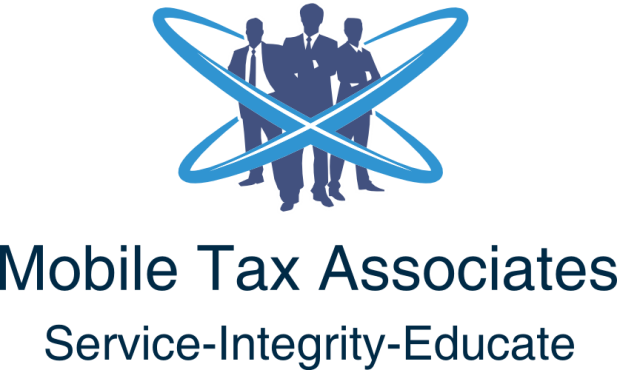 Mobile Tax Associates
Service-Integrity-Educate